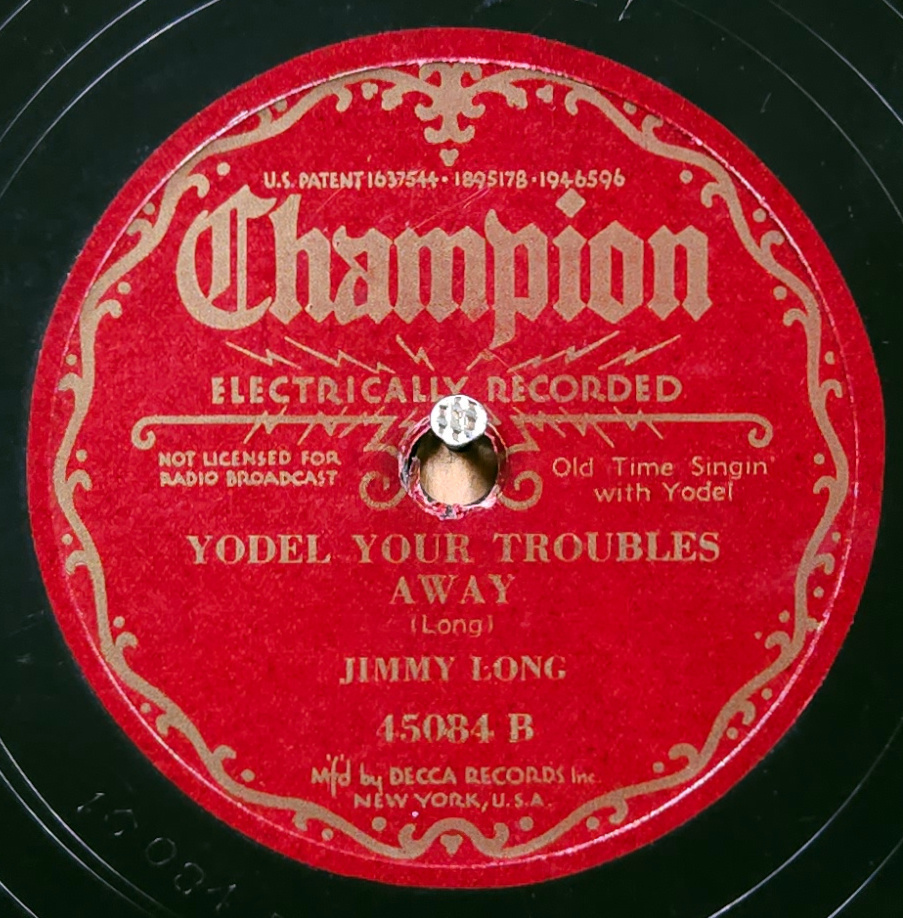 U.S. PATENT 1637544 · 1895178 · 1946596
Champion
ELECTRICALLY RECORDED
NOT LICENSED FOR
RADIO BROADCAST
Old Time Singin'
with Yodel
YODEL YOUR TROUBLES
AWAY
(Long)
JIMMY LONG
45084 B
Mf'd by DECCA RECORDS Inc.
NEW YORK, U.S.A.